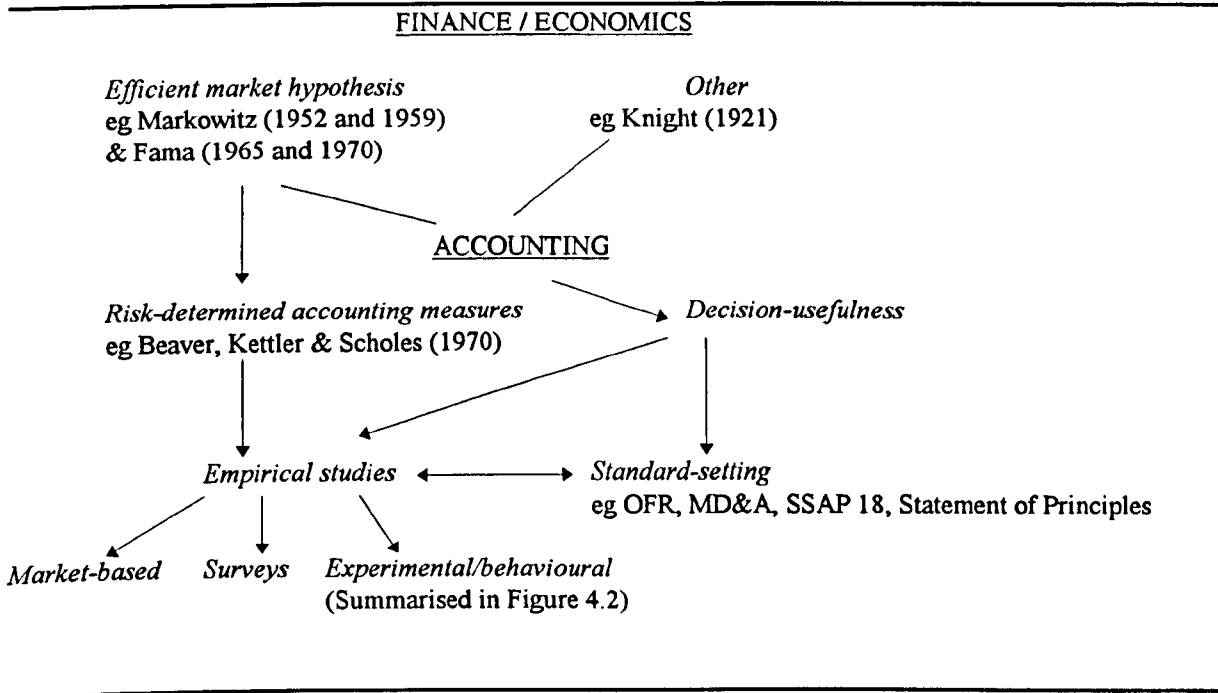 FINANCE / ECONOMICS
Efficient market hypothesis
eg Markowitz (1952 and 1959)
& Fama (1965 and 1970)
Other
eg Knight (1921)
ACCOUNTING
Risk-determined accounting measures
eg Beaver, Kettler & Scholes (1970)
Decision-usefulness
Empirical studies
Standard-setting
eg OFR, MD&A, SSAP 18, Statement of Principles
Market-based
Surveys
Experimental/behavioural
(Summarised in Figure 4.2)